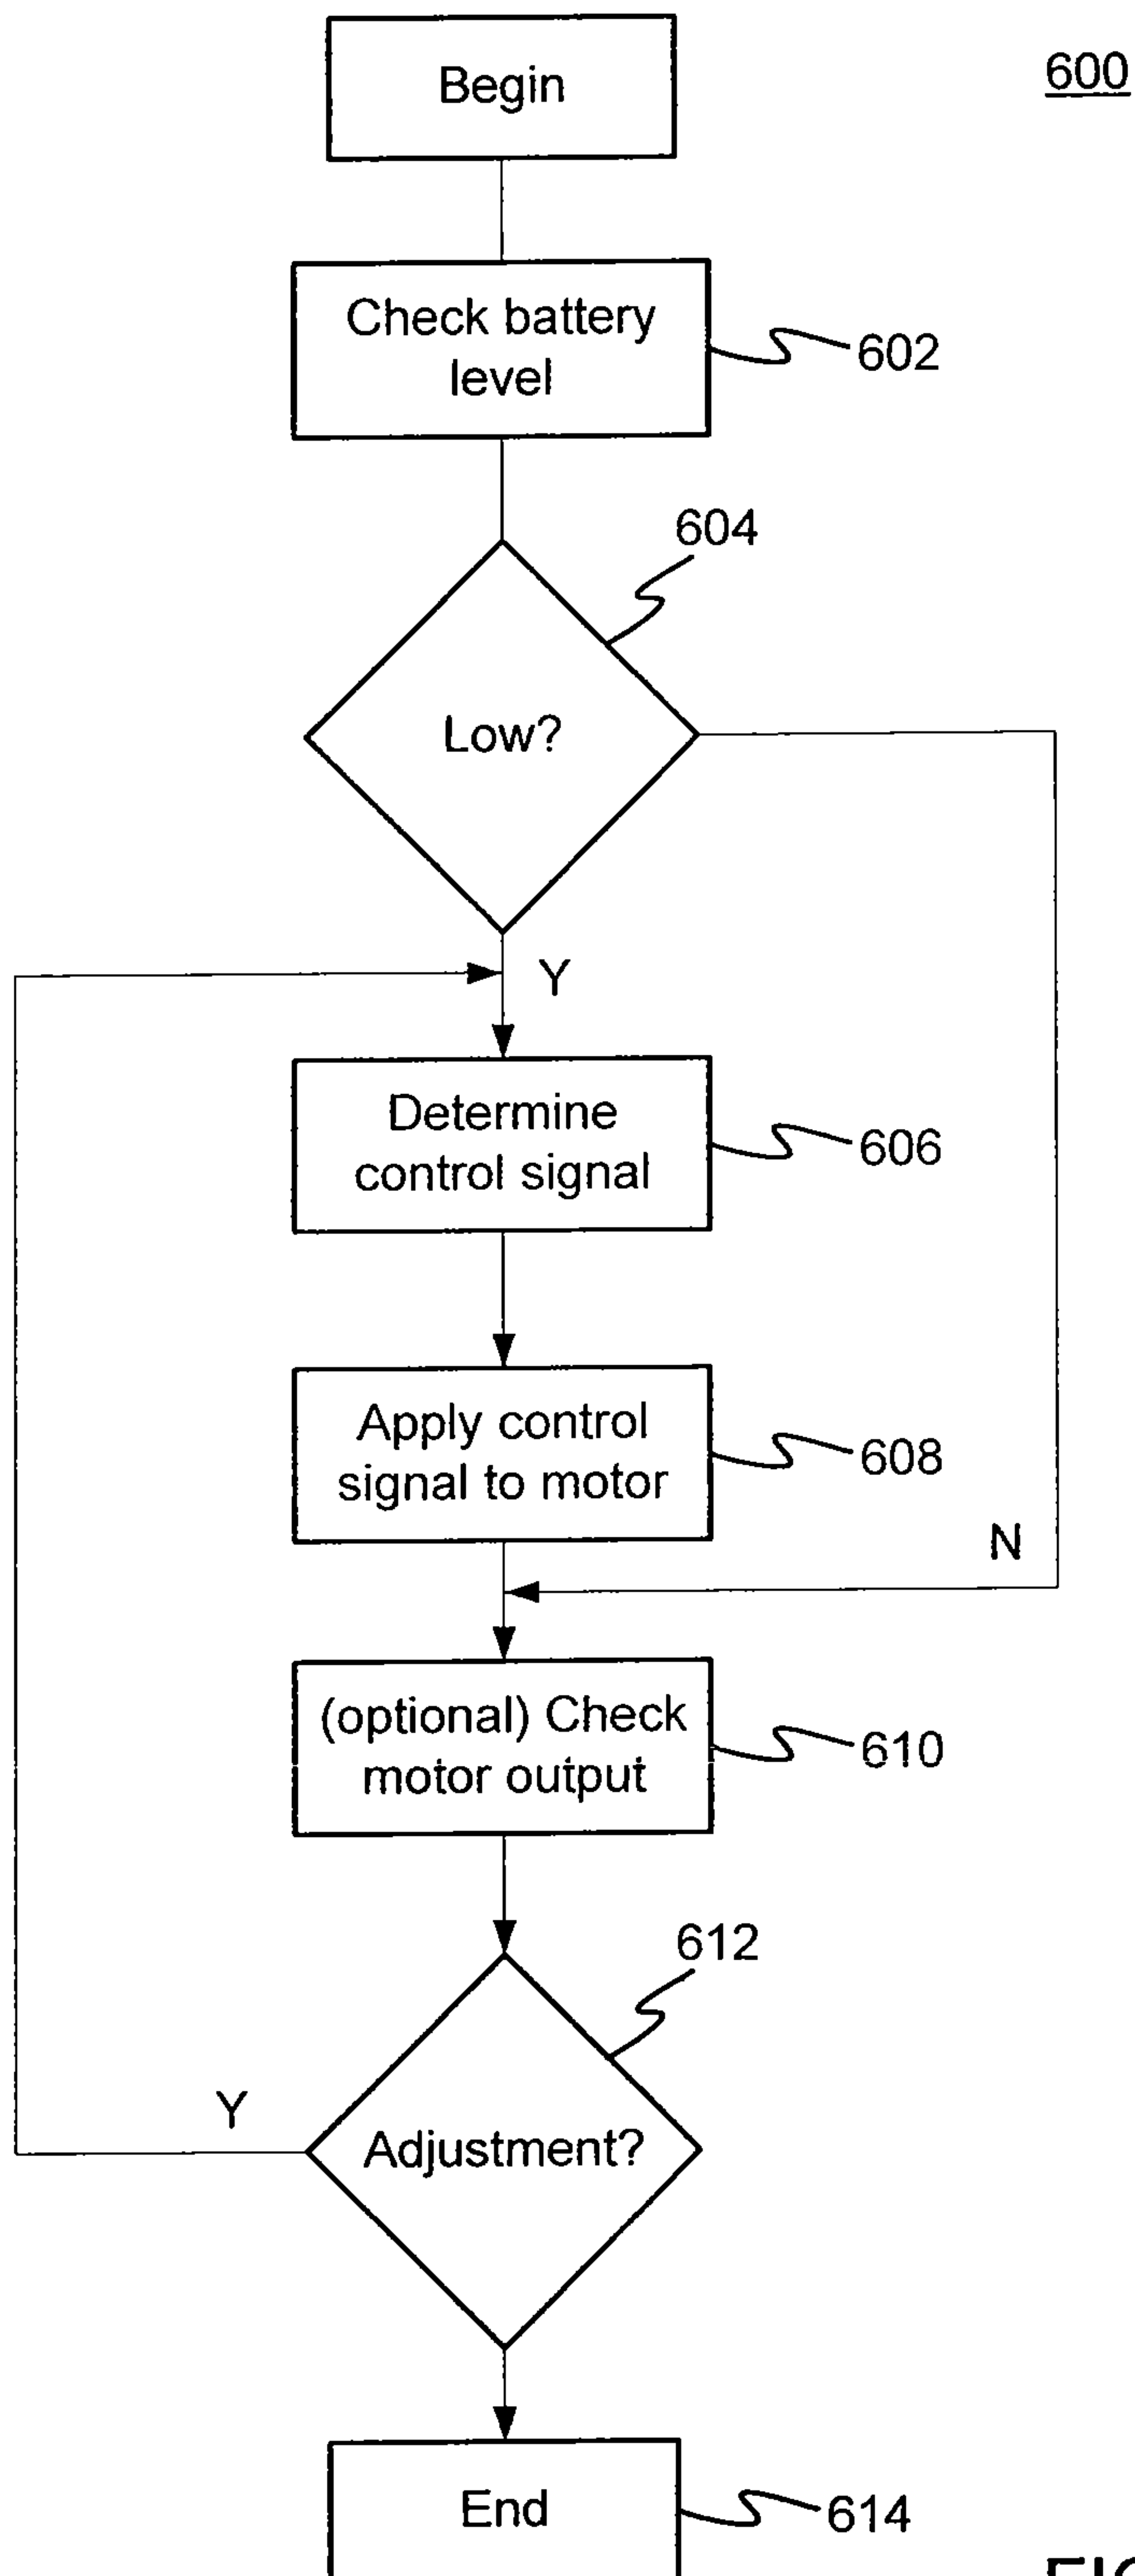 Begin
600
Check battery
level
602
604
Low?
Y
Determine
control signal
606
Apply control
signal to motor
608
N
(optional) Check
motor output
610
612
Y
Adjustment?
End
614